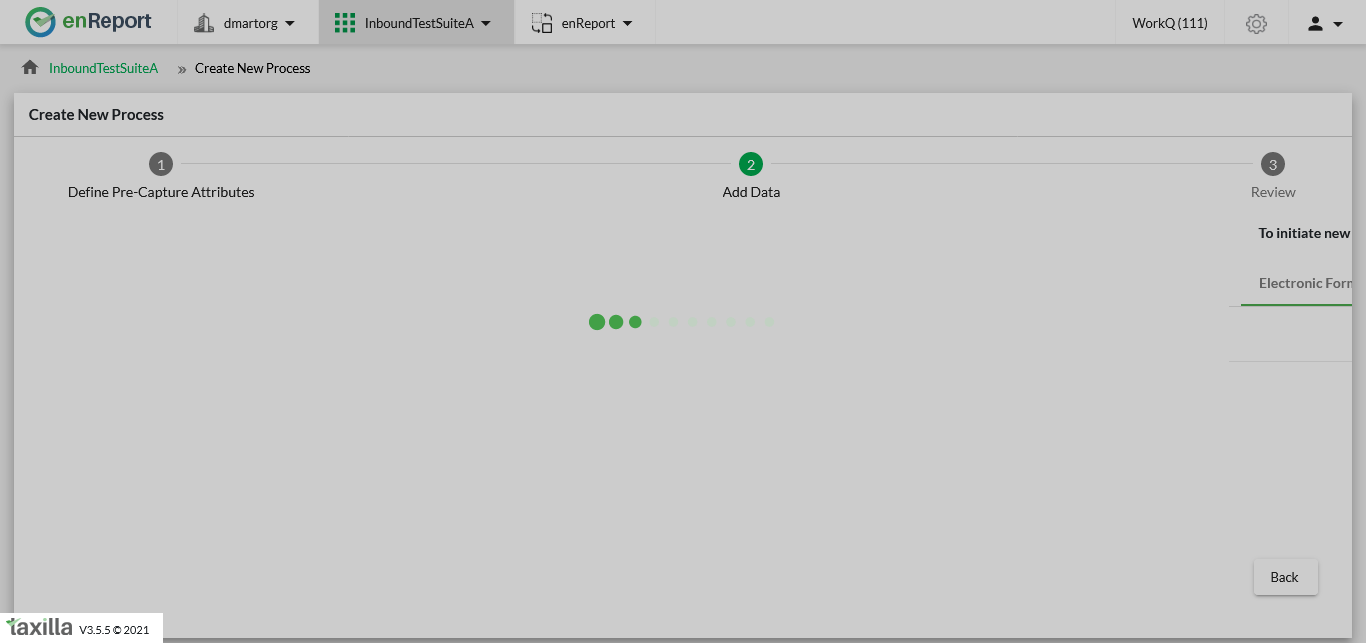 enReport dmartorg InboundTestSuiteA enReport WorkQ (111)
InboundTestSuiteA » Create New Process
Create New Process
1 2 3
Define Pre-Capture Attributes Add Data Review
To initiate new
Electronic
Back
taxilla V3.5.5 © 2021